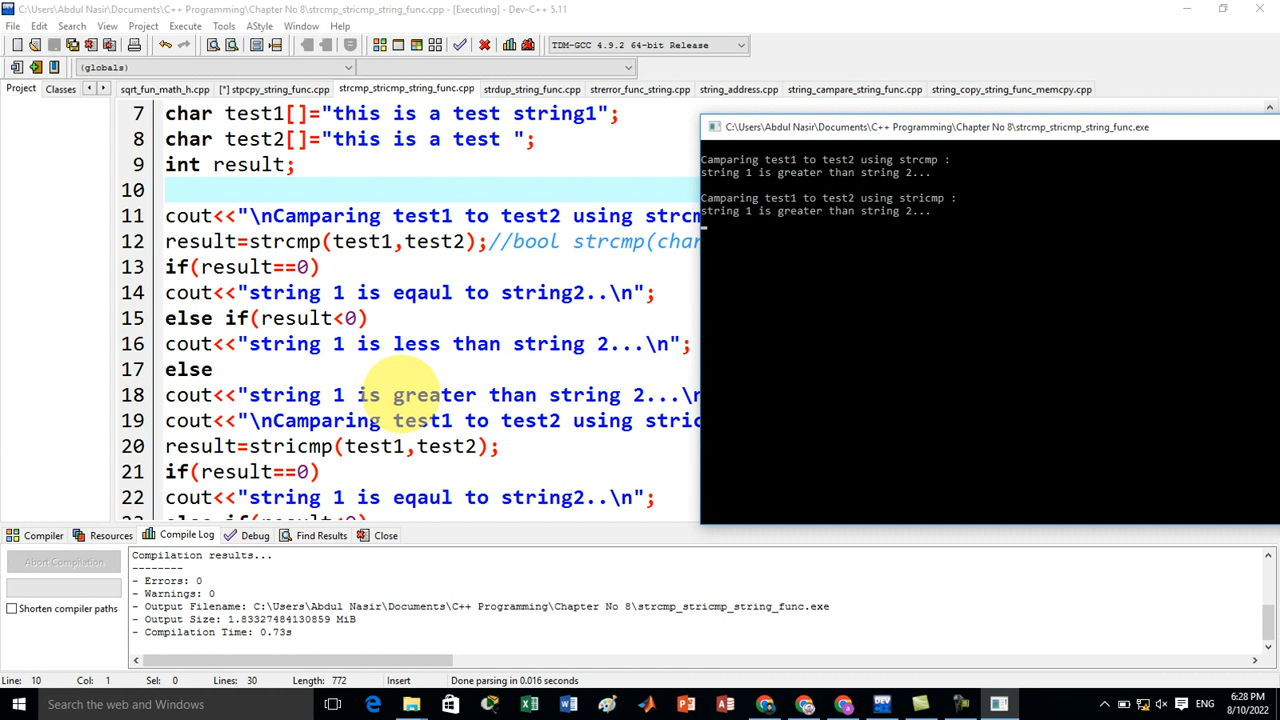 C:\Users\Abdul Nasir\Documents\C++ Programming\Chapter No 8\strcmp_stricmp_string_func.cpp - [Executing] - Dev-C++ 5.11
File Edit Search View Project Execute Tools AStyle Window Help
TDM-GCC 4.9.2 64-bit Release
(globals)
Project Classes sqrt_fun_math_h.cpp [*] stpcpy_string_func.cpp strcmp_stricmp_string_func.cpp strdup_string_func.cpp strerror_func_string.cpp string_address.cpp string_campare_string_func.cpp string_copy_string_func_memcpy.cpp
7 char test1[]="this is a test string1";
8 char test2[]="this is a test ";
9 int result;
10
11 cout<<"\nCamparing test1 to test2 using strcm
12 result=strcmp(test1,test2);//bool strcmp(char
13 if(result==0)
14 cout<<"string 1 is eqaul to string2..\n";
15 else if(result<0)
16 cout<<"string 1 is less than string 2...\n";
17 else
18 cout<<"string 1 is greater than string 2...\n
19 cout<<"\nCamparing test1 to test2 using stric
20 result=stricmp(test1,test2);
21 if(result==0)
22 cout<<"string 1 is eqaul to string2..\n";
23 else if(result<0)
C:\Users\Abdul Nasir\Documents\C++ Programming\Chapter No 8\strcmp_stricmp_string_func.exe
Camparing test1 to test2 using strcmp :
string 1 is greater than string 2...
Camparing test1 to test2 using stricmp :
string 1 is greater than string 2...
Compiler Resources Compile Log Debug Find Results Close
Abort Compilation
Shorten compiler paths
Compilation results...
--------
- Errors: 0
- Warnings: 0
- Output Filename: C:\Users\Abdul Nasir\Documents\C++ Programming\Chapter No 8\strcmp_stricmp_string_func.exe
- Output Size: 1.83327484130859 MiB
- Compilation Time: 0.73s
Line: 10 Col: 1 Sel: 0 Lines: 30 Length: 772 Insert Done parsing in 0.016 seconds
Search the web and Windows
ENG
6:28 PM
8/10/2022